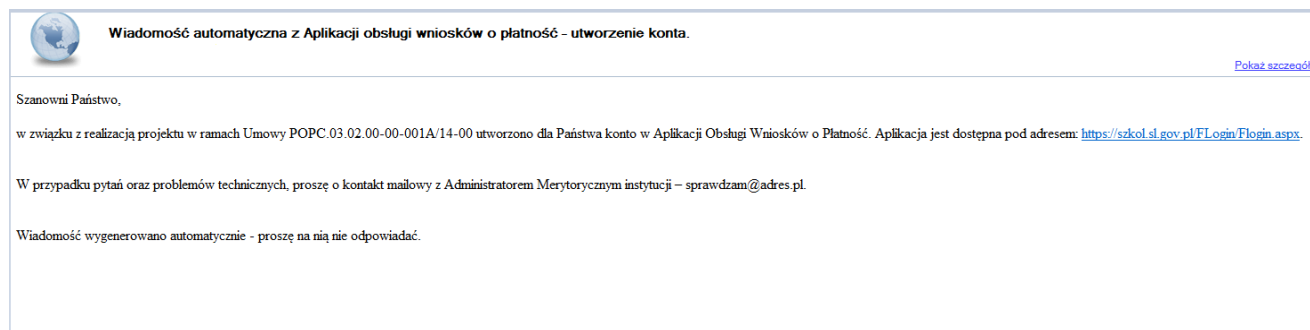 Wiadomość automatyczna z Aplikacji obsługi wniosków o płatność - utworzenie konta.
Pokaż szczegół
Szanowni Państwo,
w związku z realizacją projektu w ramach Umowy POPC.03.02.00-00-001A/14-00 utworzono dla Państwa konto w Aplikacji Obsługi Wniosków o Płatność. Aplikacja jest dostępna pod adresem: https://szkol.sl.gov.pl/FLogin/Flogin.aspx.
W przypadku pytań oraz problemów technicznych, proszę o kontakt mailowy z Administratorem Merytorycznym instytucji – sprawdzam@adres.pl.
Wiadomość wygenerowano automatycznie - proszę na nią nie odpowiadać.